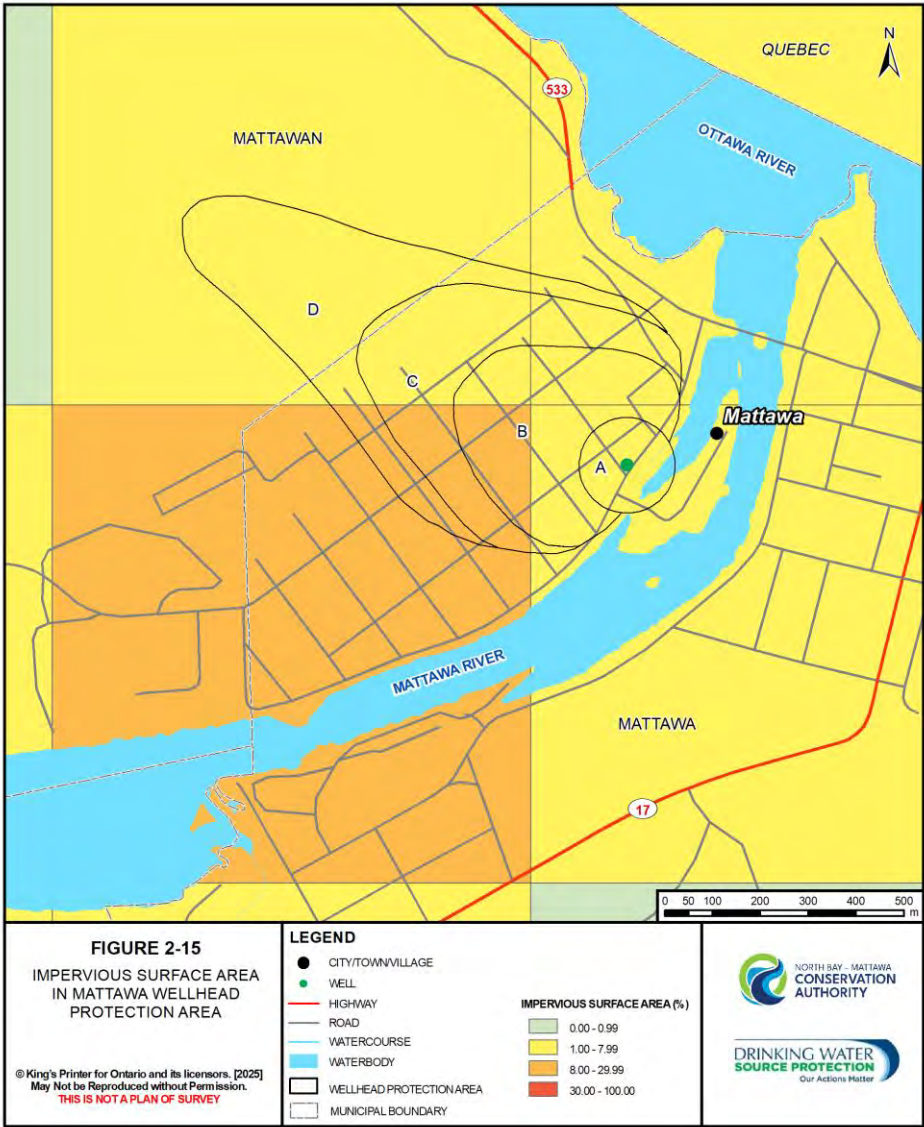 QUEBEC
N
533
OTTAWA RIVER
MATTAWAN
D
C
B
A
Mattawa
MATTAWA RIVER
MATTAWA
17
0 50 100 200 300 400 500
m
FIGURE 2-15
IMPERVIOUS SURFACE AREA
IN MATTAWA WELLHEAD
PROTECTION AREA
© King's Printer for Ontario and its licensors. [2025]
May Not be Reproduced without Permission.
THIS IS NOT A PLAN OF SURVEY
LEGEND
CITY/TOWN/VILLAGE
WELL
HIGHWAY
ROAD
WATERCOURSE
WATERBODY
WELLHEAD PROTECTION AREA
MUNICIPAL BOUNDARY
IMPERVIOUS SURFACE AREA (%)
0.00 - 0.99
1.00 - 7.99
8.00 - 29.99
30.00 - 100.00
NORTH BAY - MATTAWA
CONSERVATION
AUTHORITY
DRINKING WATER
SOURCE PROTECTION
Our Actions Matter